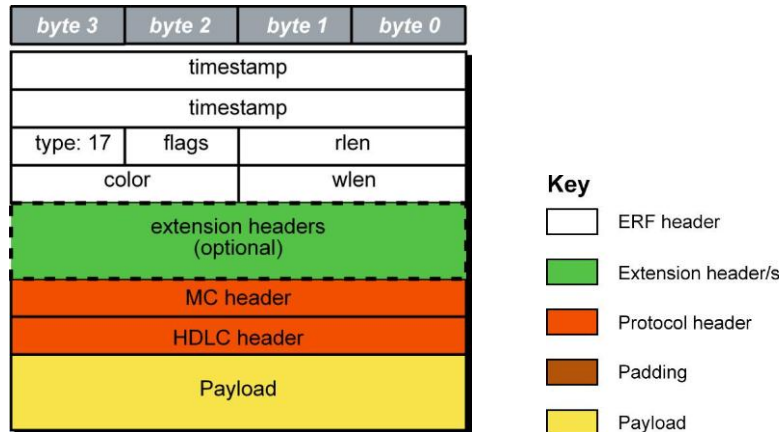 byte 3 byte 2 byte 1 byte 0
timestamp
timestamp
type: 17 flags rlen
color wlen
extension headers
(optional)
MC header
HDLC header
Payload
Key
ERF header
Extension header/s
Protocol header
Padding
Payload